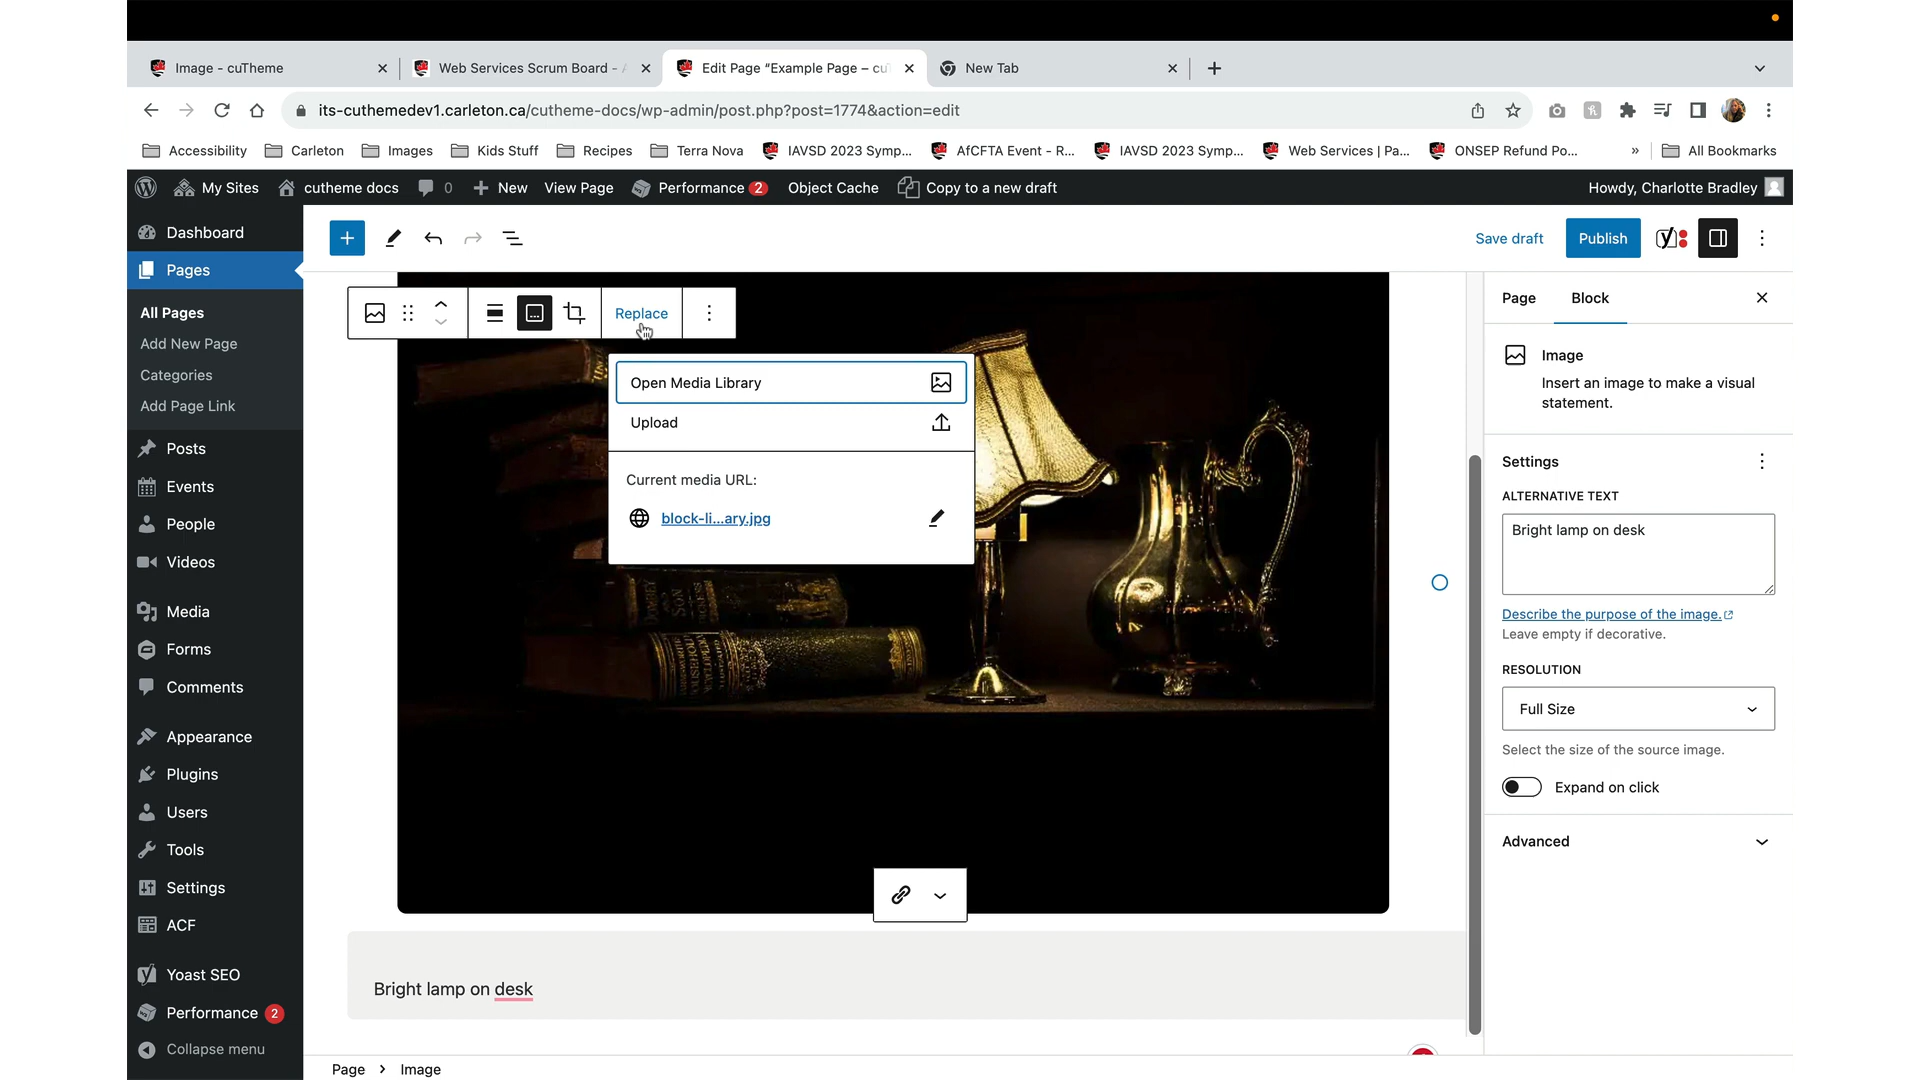 Image - cuTheme
Web Services Scrum Board -
Edit Page “Example Page – cu
New Tab
its-cuthemedev1.carleton.ca/cutheme-docs/wp-admin/post.php?post=1774&action=edit
Accessibility
Carleton
Images
Kids Stuff
Recipes
Terra Nova
IAVSD 2023 Symp...
AfCFTA Event - R...
IAVSD 2023 Symp...
Web Services | Pa...
ONSEP Refund Po...
»
All Bookmarks
My Sites
cutheme docs
0
New
View Page
Performance 2
Object Cache
Copy to a new draft
Howdy, Charlotte Bradley
Dashboard
Pages
All Pages
Add New Page
Categories
Add Page Link
Posts
Events
People
Videos
Media
Forms
Comments
Appearance
Plugins
Users
Tools
Settings
ACF
Yoast SEO
Performance 2
Collapse menu
Save draft
Publish
Replace
Open Media Library
Upload
Current media URL:
block-li...ary.jpg
Bright lamp on desk
Page
Block
Image
Insert an image to make a visual
statement.
Settings
ALTERNATIVE TEXT
Bright lamp on desk
Describe the purpose of the image.
Leave empty if decorative.
RESOLUTION
Full Size
Select the size of the source image.
Expand on click
Advanced
Page
Image